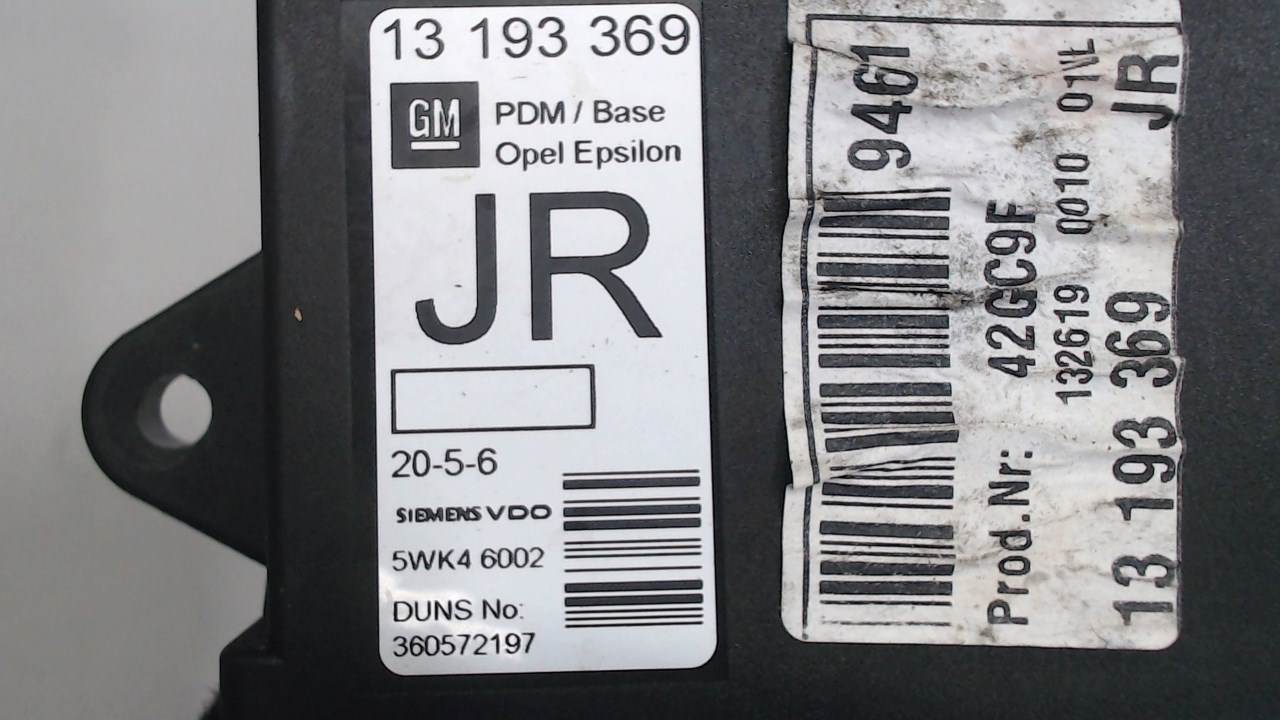 13 193 369
GM
PDM / Base
Opel Epsilon
JR
20-5-6
SIEMENS VDO
5WK4 6002
DUNS No:
360572197
9461
Prod.Nr: 42GC9F
132619 0010
13 193 369 JR